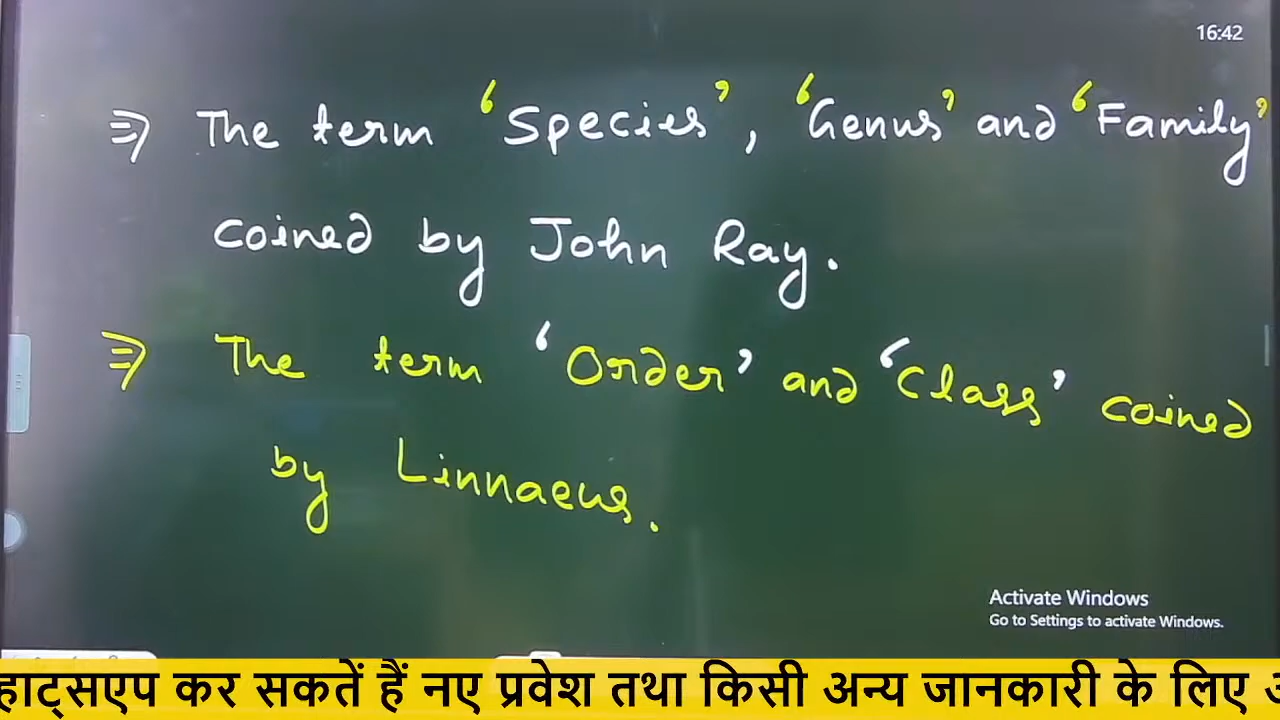 16:42
⇒ The term 'Species', 'Genus' and 'Family'
coined by John Ray.
⇒ The term 'Order' and 'Class' coined
by Linnaeus.
Activate Windows
Go to Settings to activate Windows.
हाट्सएप कर सकतें हैं नए प्रवेश तथा किसी अन्य जानकारी के लिए